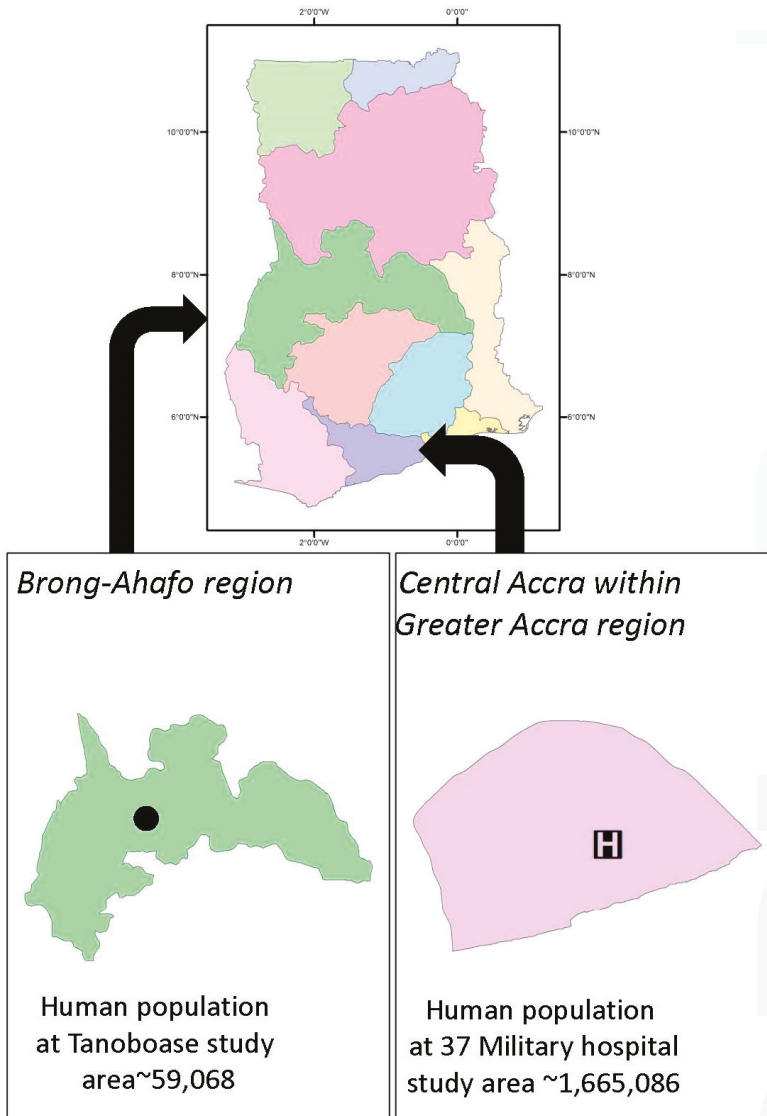 2°0'0"W
0°0'0"
10°0'0"N
10°0'0"N
8°0'0"N
8°0'0"N
6°0'0"N
6°0'0"N
2°0'0"W
0°0'0"
Brong-Ahafo region
Human population
at Tanoboase study
area~59,068
Central Accra within
Greater Accra region
H
Human population
at 37 Military hospital
study area ~1,665,086